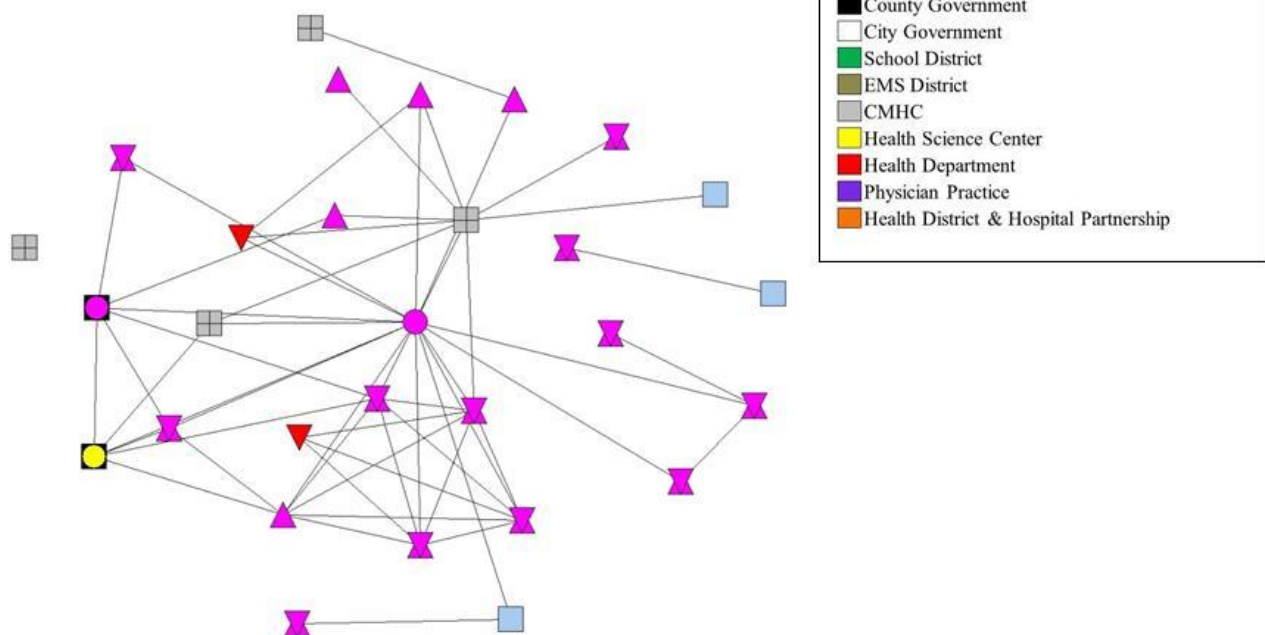 County Government
City Government
School District
EMS District
CMHC
Health Science Center
Health Department
Physician Practice
Health District & Hospital Partnership